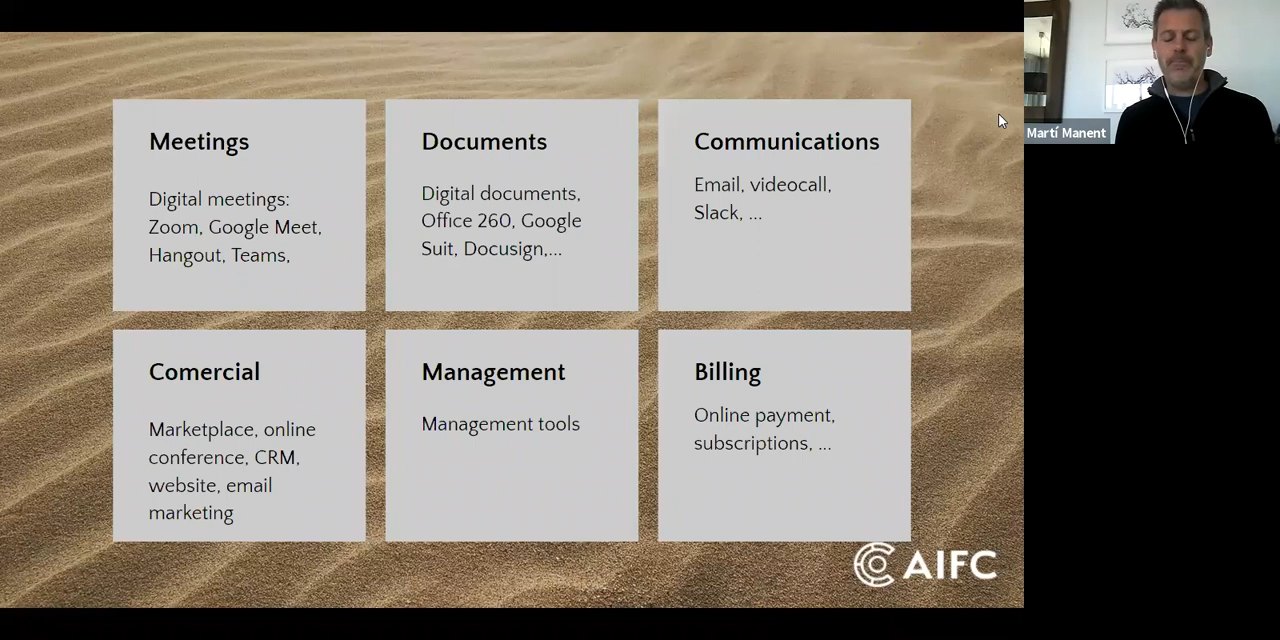 Meetings
Digital meetings:
Zoom, Google Meet,
Hangout, Teams,
Documents
Digital documents,
Office 260, Google
Suit, Docusign,...
Communications
Email, videocall,
Slack, ...
Comercial
Marketplace, online
conference, CRM,
website, email
marketing
Management
Management tools
Billing
Online payment,
subscriptions, ...
AIFC
Martí Manent